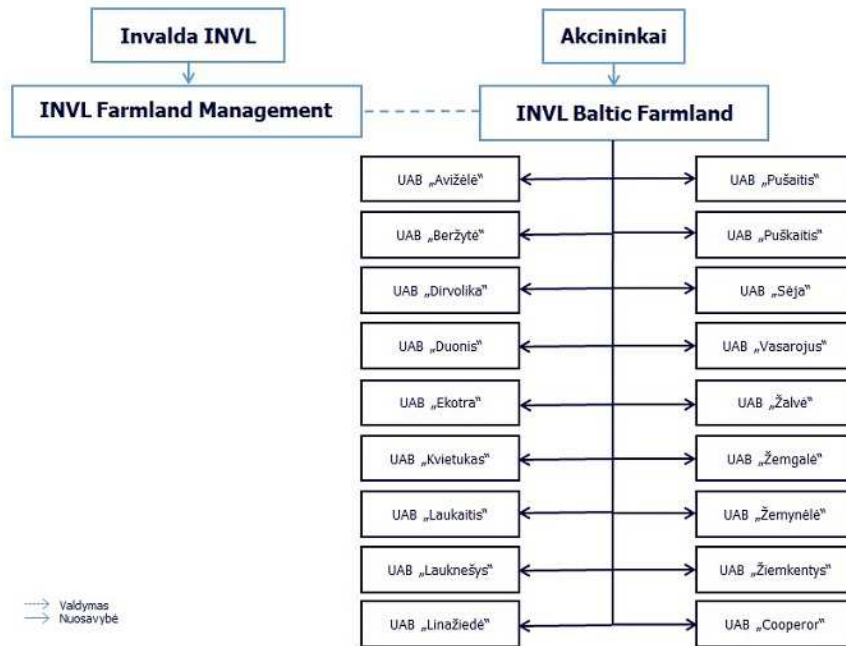 Invalda INVL
Akcininkai
INVL Farmland Management
INVL Baltic Farmland
UAB „Avižėlė“
UAB „Pušaitis“
UAB „Beržytė“
UAB „Puškaitis“
UAB „Dirvolika“
UAB „Sėja“
UAB „Duonis“
UAB „Vasarojus“
UAB „Ekotra“
UAB „Žalvė“
UAB „Kvietukas“
UAB „Žemgalė“
UAB „Laukaitis“
UAB „Žemynėlė“
UAB „Lauknešys“
UAB „Žiemkentys“
UAB „Linažiedė“
UAB „Cooperor“
Valdymas
Nuosavybė